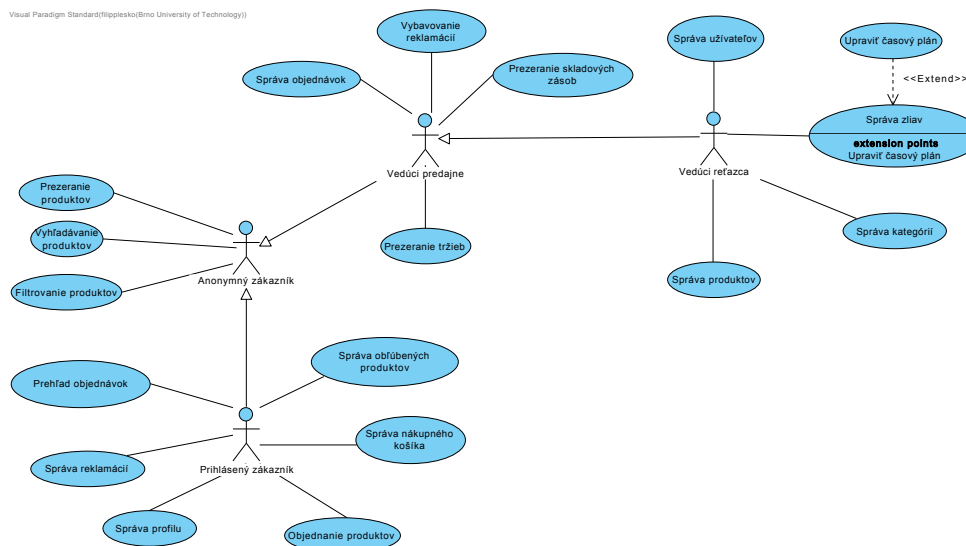 Visual Paradigm Standard(filipplesko(Brno University of Technology))
Vybavovanie
reklamácií
Správa užívateľov
Upraviť časový plán
Správa objednávok
Prezeranie skladových
zásob
<<Extend>>
Správa zliav
extension points
Upraviť časový plán
Vedúci predajne
Vedúci reťazca
Prezeranie
produktov
Vyhľadávanie
produktov
Prezeranie tržieb
Správa kategórií
Filtrovanie produktov
Anonymný zákazník
Správa produktov
Správa obľúbených
produktov
Prehľad objednávok
Správa nákupného
košíka
Správa reklamácií
Prihlásený zákazník
Správa profilu
Objednanie produktov